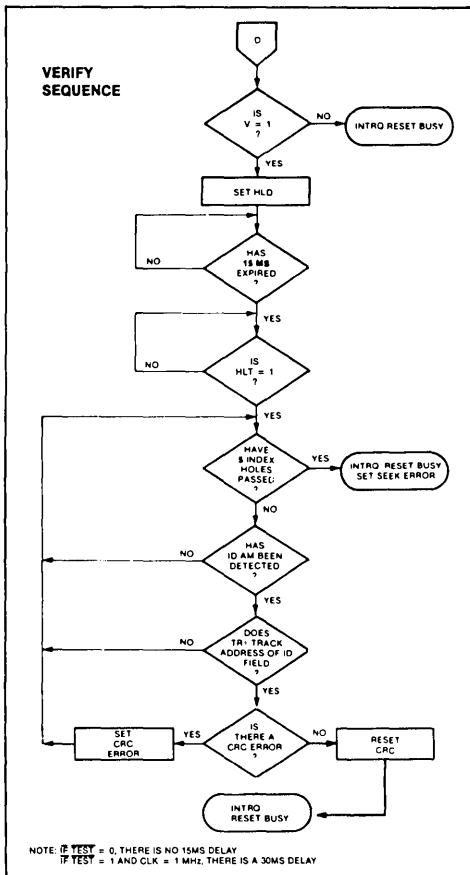 D
VERIFY
SEQUENCE
IS
V = 1
?
NO
INTRQ RESET BUSY
YES
SET HLD
HAS
15 MS
EXPIRED
?
NO
YES
IS
HLT = 1
?
NO
YES
HAVE
5 INDEX
HOLES
PASSED
?
YES
INTRQ RESET BUSY
SET SEEK ERROR
NO
HAS
ID AM BEEN
DETECTED
?
NO
YES
DOES
TR= TRACK
ADDRESS OF ID
FIELD
?
NO
YES
SET
CRC
ERROR
YES
IS
THERE A
CRC ERROR
?
NO
RESET
CRC
INTRQ
RESET BUSY
NOTE: IF TEST = 0, THERE IS NO 15MS DELAY
IF TEST = 1 AND CLK = 1 MHz, THERE IS A 30MS DELAY